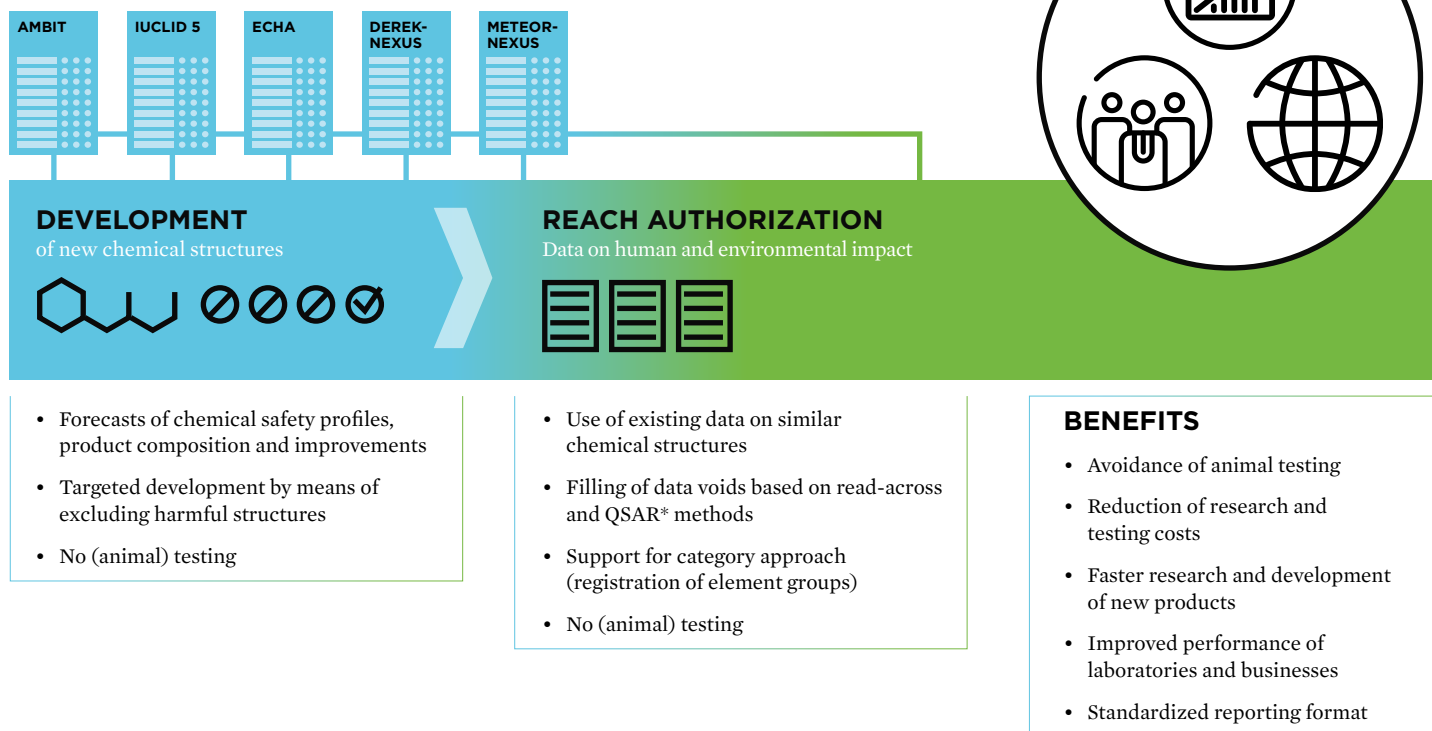 AMBIT
IUCLID 5
ECHA
DEREK-
NEXUS
METEOR-
NEXUS
DEVELOPMENT
of new chemical structures
REACH AUTHORIZATION
Data on human and environmental impact
• Forecasts of chemical safety profiles,
product composition and improvements
• Targeted development by means of
excluding harmful structures
• No (animal) testing
• Use of existing data on similar
chemical structures
• Filling of data voids based on read-across
and QSAR* methods
• Support for category approach
(registration of element groups)
• No (animal) testing
BENEFITS
• Avoidance of animal testing
• Reduction of research and
testing costs
• Faster research and development
of new products
• Improved performance of
laboratories and businesses
• Standardized reporting format